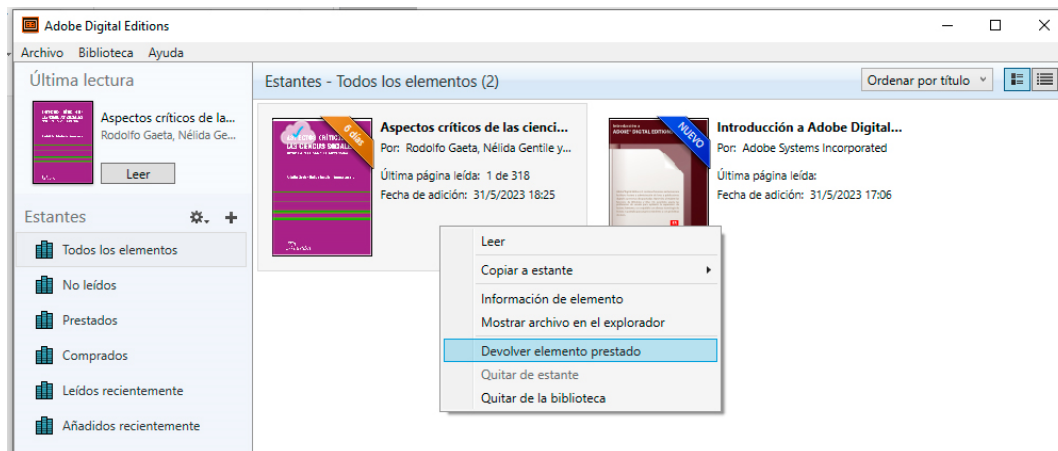 Adobe Digital Editions
Archivo Biblioteca Ayuda
Última lectura
Aspectos críticos de la...
Rodolfo Gaeta, Nélida Ge...
Leer
Estantes
Todos los elementos
No leídos
Prestados
Comprados
Leídos recientemente
Añadidos recientemente
Estantes - Todos los elementos (2)
Ordenar por título
6 días
Aspectos críticos de las cienci...
Por: Rodolfo Gaeta, Nélida Gentile y...
Última página leída: 1 de 318
Fecha de adición: 31/5/2023 18:25
NUEVO
Introducción a Adobe Digital...
Por: Adobe Systems Incorporated
Última página leída:
Fecha de adición: 31/5/2023 17:06
Leer
Copiar a estante
Información de elemento
Mostrar archivo en el explorador
Devolver elemento prestado
Quitar de estante
Quitar de la biblioteca